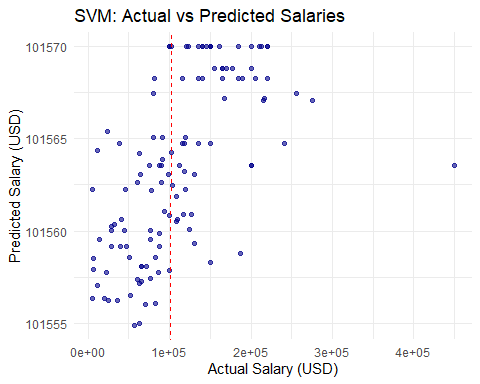 SVM: Actual vs Predicted Salaries
Predicted Salary (USD)
101570
101565
101560
101555
0e+00 1e+05 2e+05 3e+05 4e+05
Actual Salary (USD)